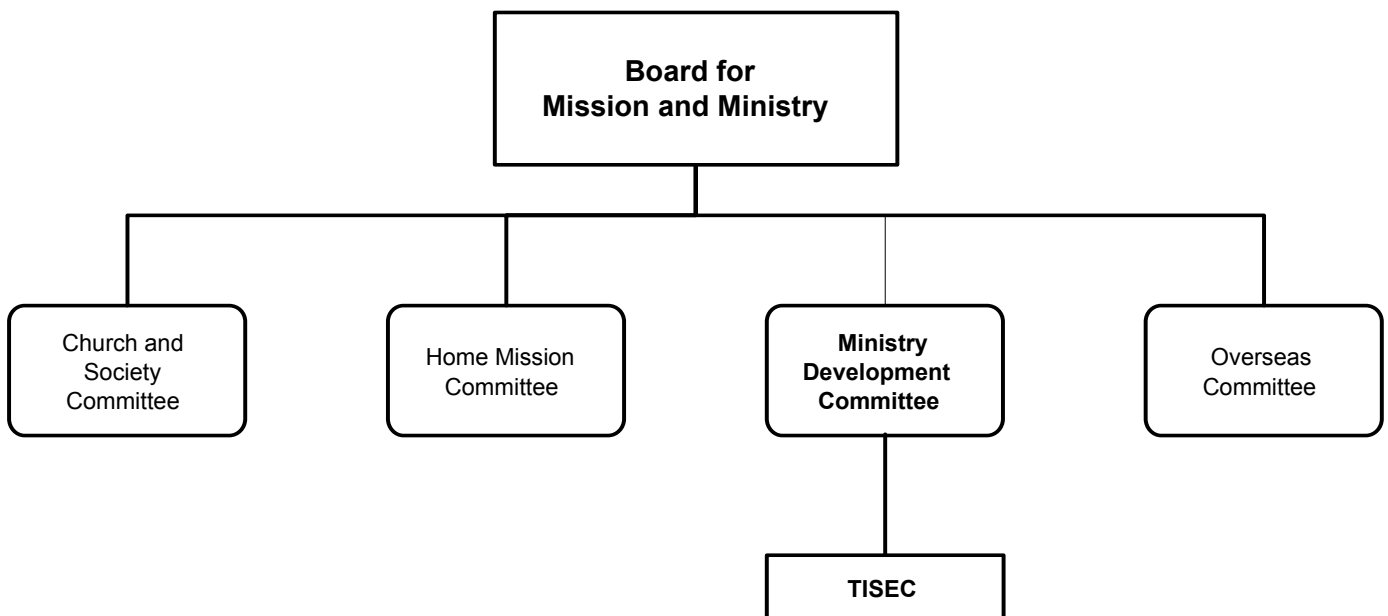 Board for
Mission and Ministry
Church and
Society
Committee
Home Mission
Committee
Ministry
Development
Committee
Overseas
Committee
TISEC